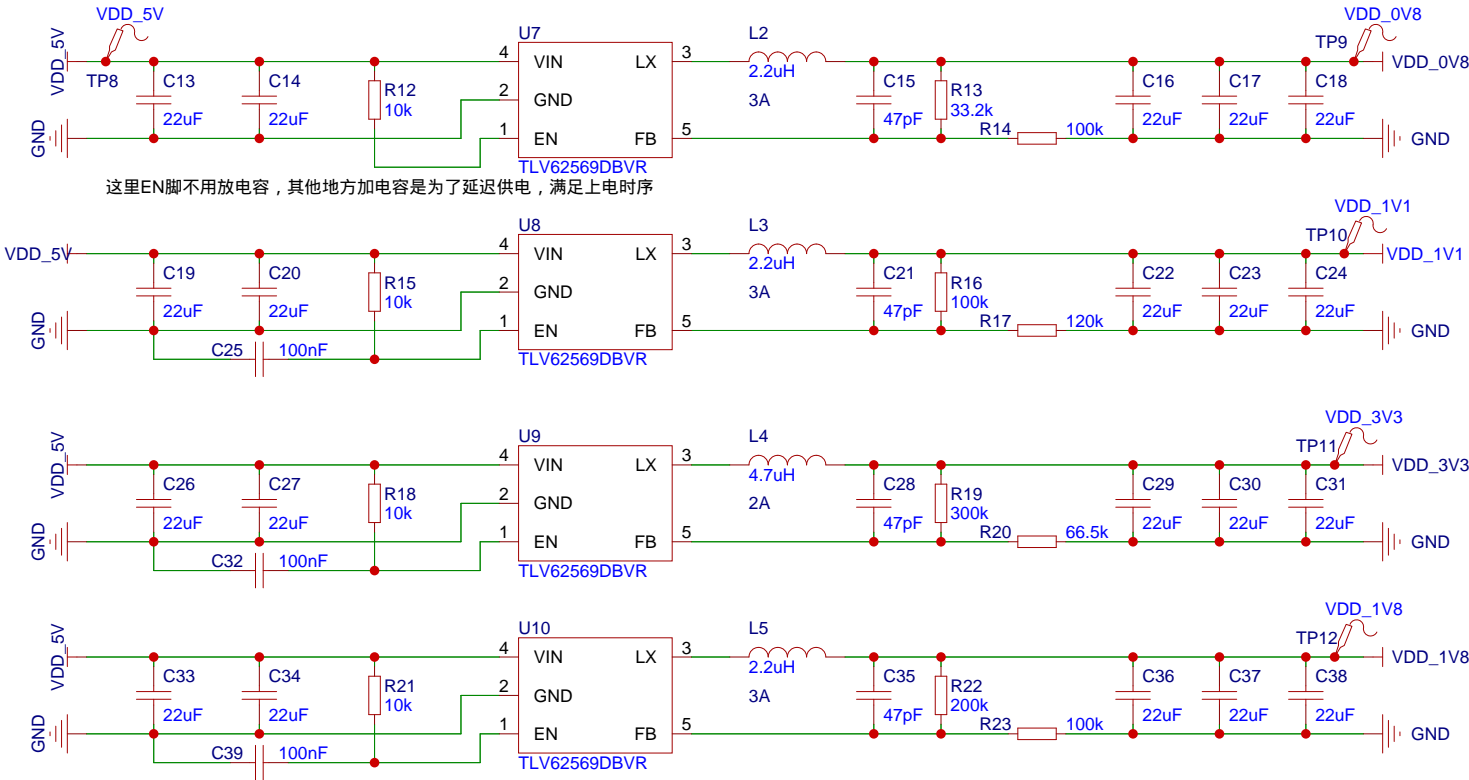 VDD_5V
VDD_0V8
VDD_5V
TP8
C13
22uF
C14
22uF
R12
10k
U7
4
VIN
LX
3
2
GND
1
EN
FB
5
TLV62569DBVR
L2
2.2uH
3A
C15
47pF
R13
33.2k
R14
100k
C16
22uF
C17
22uF
C18
22uF
TP9
VDD_0V8
GND
GND
这里EN脚不用放电容，其他地方加电容是为了延迟供电，满足上电时序
VDD_1V1
VDD_5V
C19
22uF
C20
22uF
R15
10k
U8
4
VIN
LX
3
2
GND
1
EN
FB
5
TLV62569DBVR
L3
2.2uH
3A
C21
47pF
R16
100k
R17
120k
C22
22uF
C23
22uF
C24
22uF
TP10
VDD_1V1
GND
GND
C25
100nF
VDD_3V3
VDD_5V
C26
22uF
C27
22uF
R18
10k
U9
4
VIN
LX
3
2
GND
1
EN
FB
5
TLV62569DBVR
L4
4.7uH
2A
C28
47pF
R19
300k
R20
66.5k
C29
22uF
C30
22uF
C31
22uF
TP11
VDD_3V3
GND
GND
C32
100nF
VDD_1V8
VDD_5V
C33
22uF
C34
22uF
R21
10k
U10
4
VIN
LX
3
2
GND
1
EN
FB
5
TLV62569DBVR
L5
2.2uH
3A
C35
47pF
R22
200k
R23
100k
C36
22uF
C37
22uF
C38
22uF
TP12
VDD_1V8
GND
GND
C39
100nF